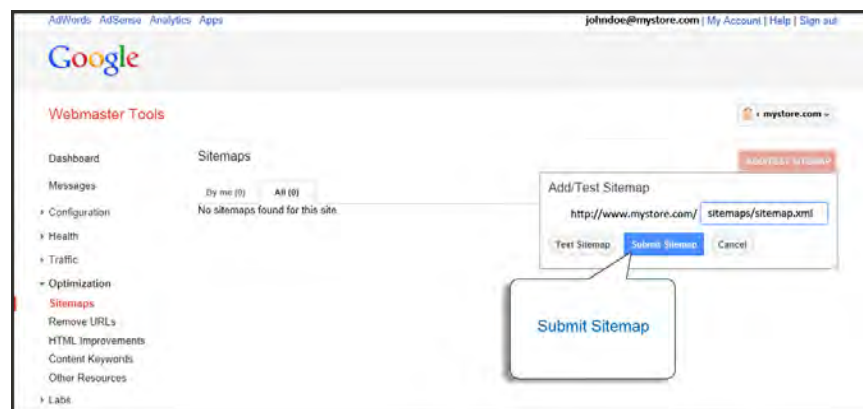 AdWords AdSense Analytics Apps
johndoe@mystore.com | My Account | Help | Sign out
Google
Webmaster Tools
mystore.com
Dashboard
Messages
Configuration
Health
Traffic
Optimization
Sitemaps
Remove URLs
HTML Improvements
Content Keywords
Other Resources
Labs
Sitemaps
ADD/TEST SITEMAP
By me (0) All (0)
No sitemaps found for this site
Add/Test Sitemap
http://www.mystore.com/ sitemaps/sitemap.xml
Test Sitemap Submit Sitemap Cancel
Submit Sitemap